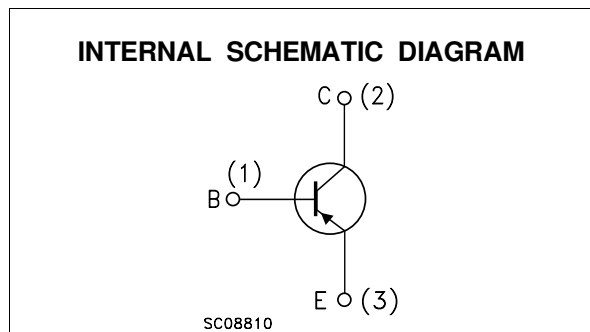 INTERNAL SCHEMATIC DIAGRAM
C (2)
(1)
B
E (3)
SC08810